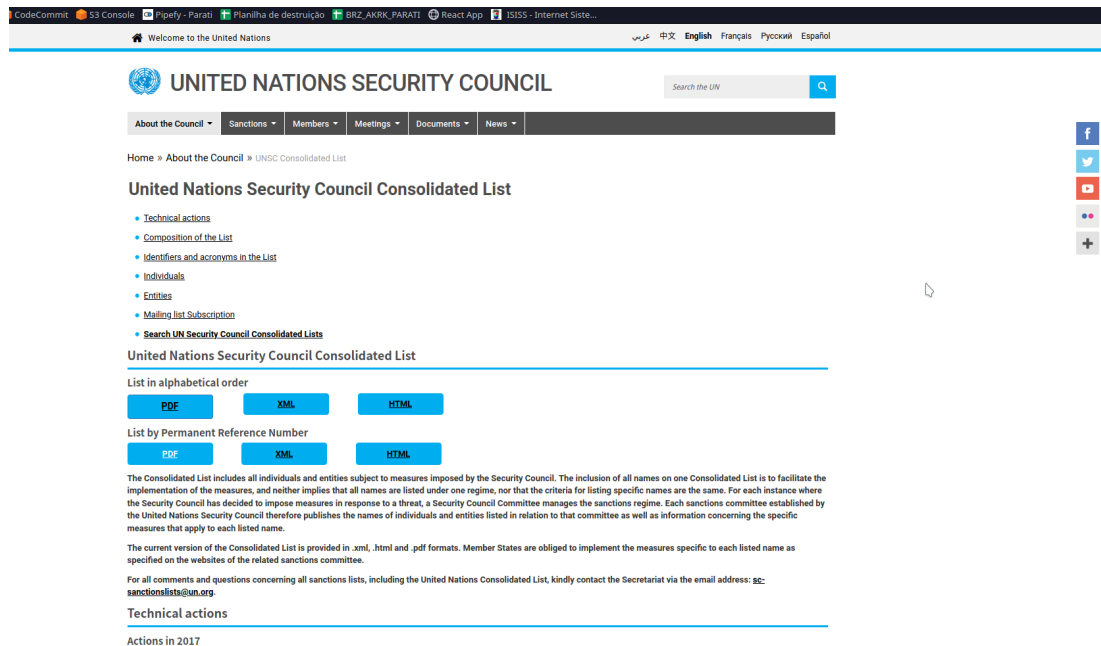 CodeCommit S3 Console Pipefy - Parati Planilha de destruição BRZ_AKRK_PARATI React App ISISS - Internet Siste...
Welcome to the United Nations عربي 中文 English Français Русский Español
UNITED NATIONS SECURITY COUNCIL
Search the UN
About the Council Sanctions Members Meetings Documents News
Home » About the Council » UNSC Consolidated List
United Nations Security Council Consolidated List
Technical actions
Composition of the List
Identifiers and acronyms in the List
Individuals
Entities
Mailing list Subscription
Search UN Security Council Consolidated Lists
United Nations Security Council Consolidated List
List in alphabetical order
PDF XML HTML
List by Permanent Reference Number
PDF XML HTML
The Consolidated List includes all individuals and entities subject to measures imposed by the Security Council. The inclusion of all names on one Consolidated List is to facilitate the
implementation of the measures, and neither implies that all names are listed under one regime, nor that the criteria for listing specific names are the same. For each instance where
the Security Council has decided to impose measures in response to a threat, a Security Council Committee manages the sanctions regime. Each sanctions committee established by
the United Nations Security Council therefore publishes the names of individuals and entities listed in relation to that committee as well as information concerning the specific
measures that apply to each listed name.
The current version of the Consolidated List is provided in .xml, .html and .pdf formats. Member States are obliged to implement the measures specific to each listed name as
specified on the websites of the related sanctions committee.
For all comments and questions concerning all sanctions lists, including the United Nations Consolidated List, kindly contact the Secretariat via the email address: sc-
sanctionslists@un.org.
Technical actions
Actions in 2017